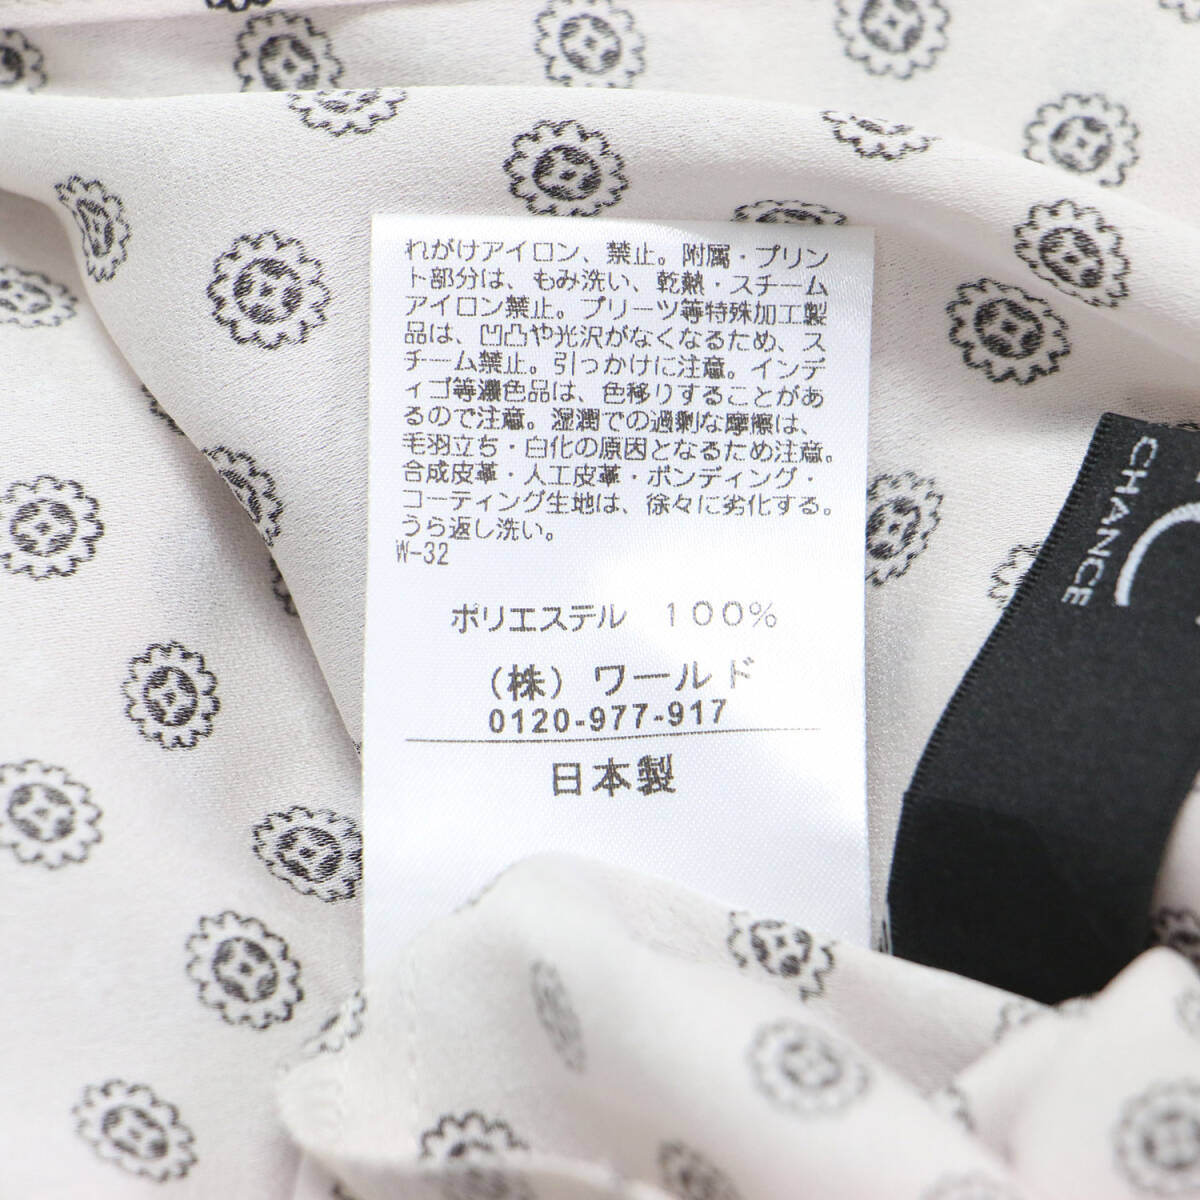 れがけアイロン、禁止。附属・プリン
ト部分は、もみ洗い、乾熱・スチーム
アイロン禁止。プリーツ等特殊加工製
品は、凹凸や光沢がなくなるため、ス
チーム禁止。引っかけに注意。インデ
ィゴ等濃色品は、色移りすることがあ
るので注意。湿潤での過剰な摩擦は、
毛羽立ち・白化の原因となるため注意。
合成皮革・人工皮革・ボンディング・
コーティング生地は、徐々に劣化する。
うら返し洗い。
W-32
ポリエステル 100%
(株) ワールド
0120-977-917
日本製
CHANCE